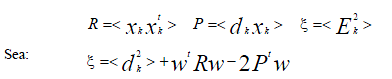 R=< x_k x_k^t > P=< d_k x_k > ξ=< E_k^2 >
Sea: ξ=< d_k^2 >+w^t Rw−2P^t w